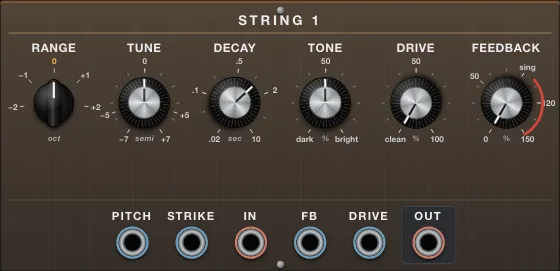 STRING 1
RANGE TUNE DECAY TONE DRIVE FEEDBACK
0 0 .5 50 50 sing
−1 +1 50
.1 2
−2 +2 −5 +5 120
−7 semi +7 .02 sec 10 dark % bright clean % 100 0 % 150
oct
PITCH STRIKE IN FB DRIVE OUT